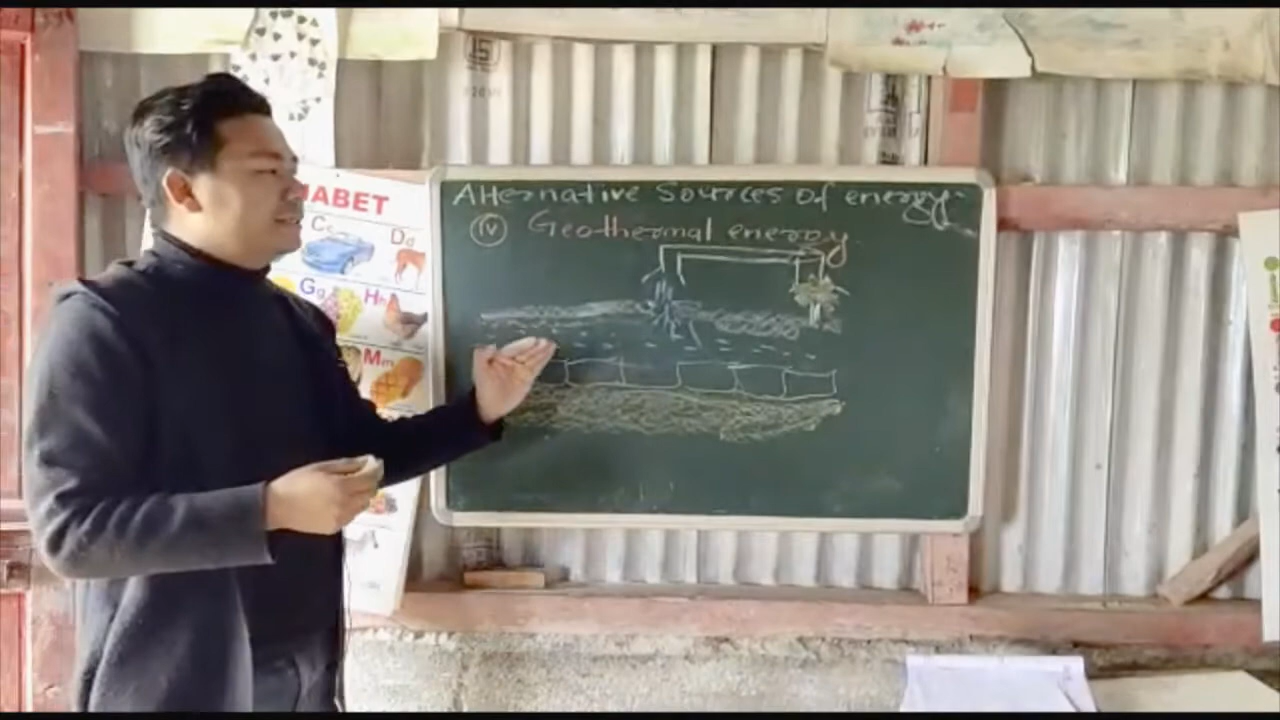 Alternative Sources of energy.
(iv) Geothermal energy
ABET
Cc Dd
Gg Hh
Mm